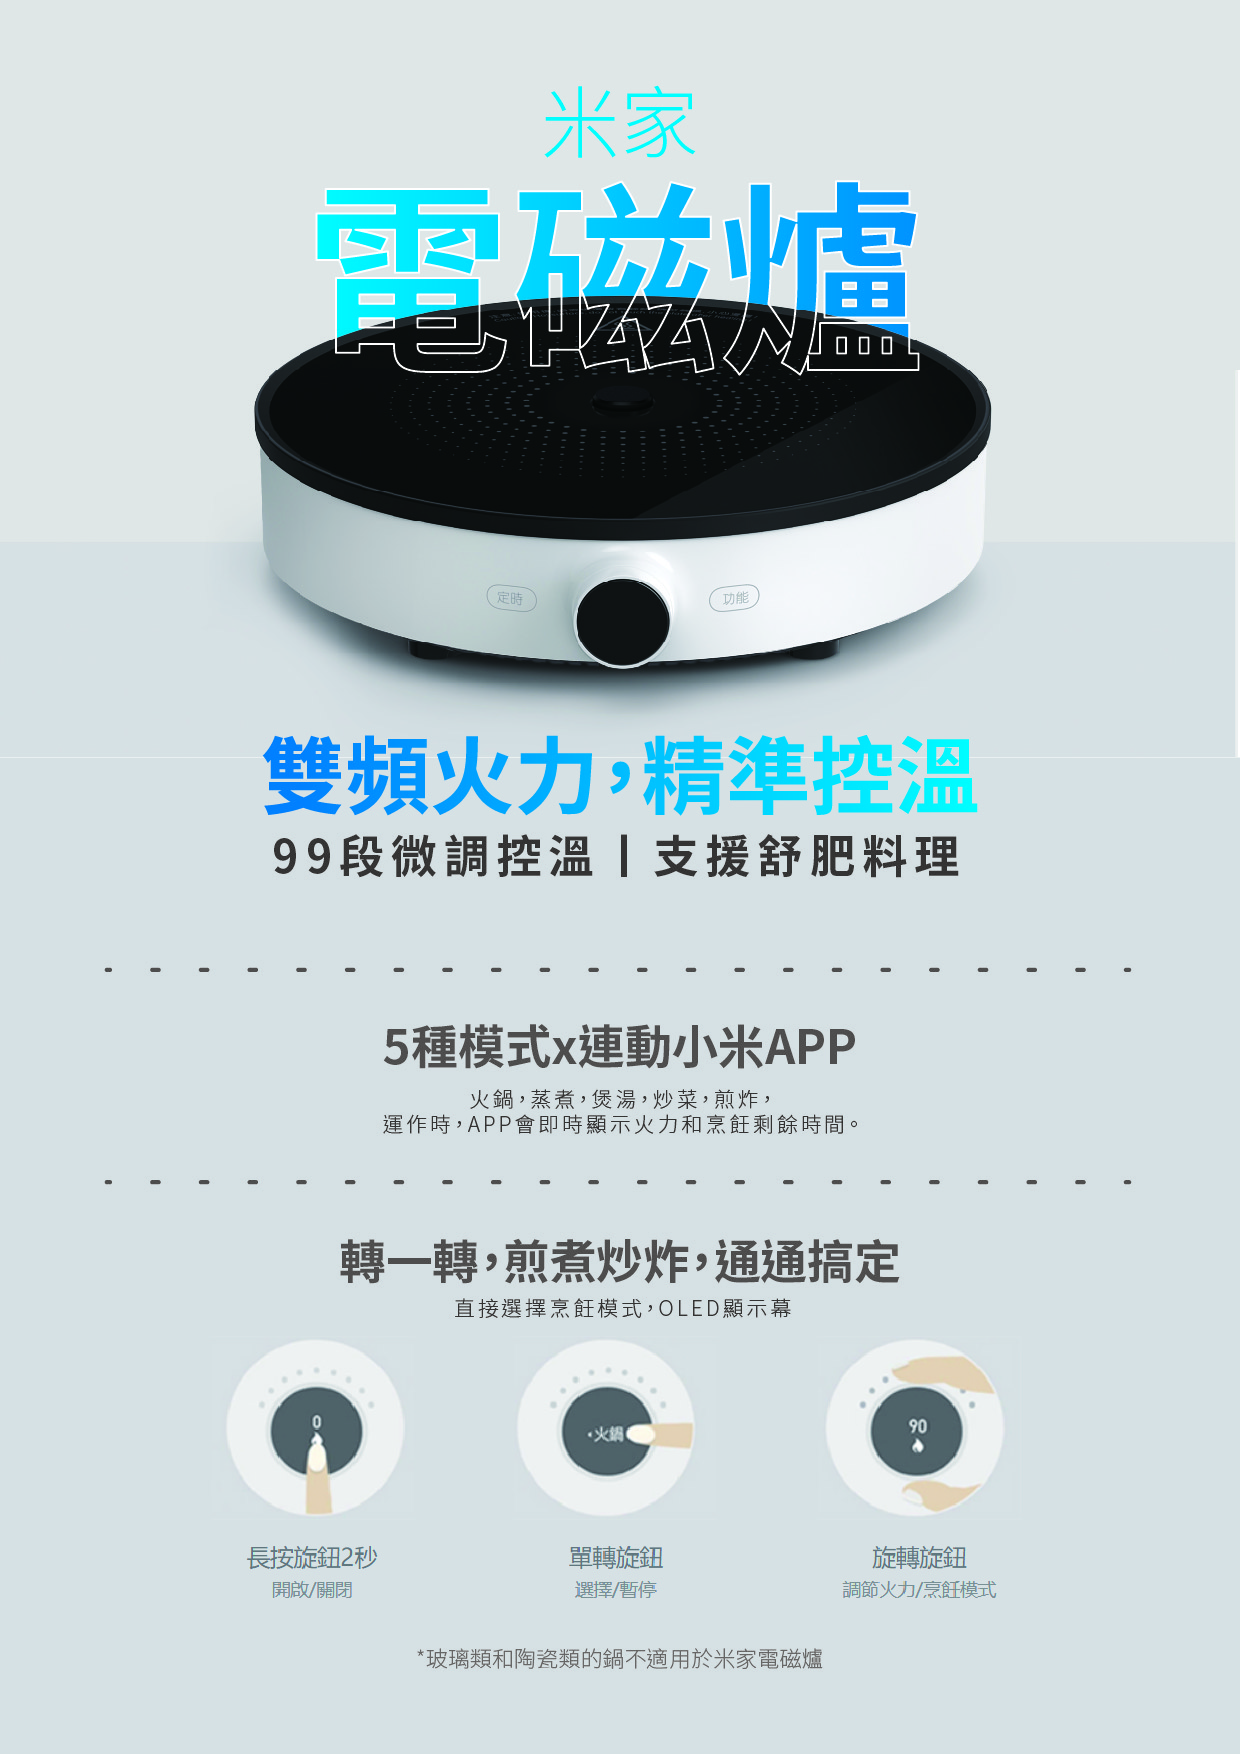 米家
電磁爐
定時
功能
雙頻火力,精準控溫
99段微調控溫丨支援舒肥料理
5種模式x連動小米APP
火鍋,蒸煮,煲湯,炒菜,煎炸,
運作時,APP會即時顯示火力和烹飪剩餘時間。
轉一轉,煎煮炒炸,通通搞定
直接選擇烹飪模式,OLED顯示幕
0
·火鍋
90
長按旋鈕2秒
單轉旋鈕
旋轉旋鈕
開啟/關閉
選擇/暫停
調節火力/烹飪模式
*玻璃類和陶瓷類的鍋不適用於米家電磁爐